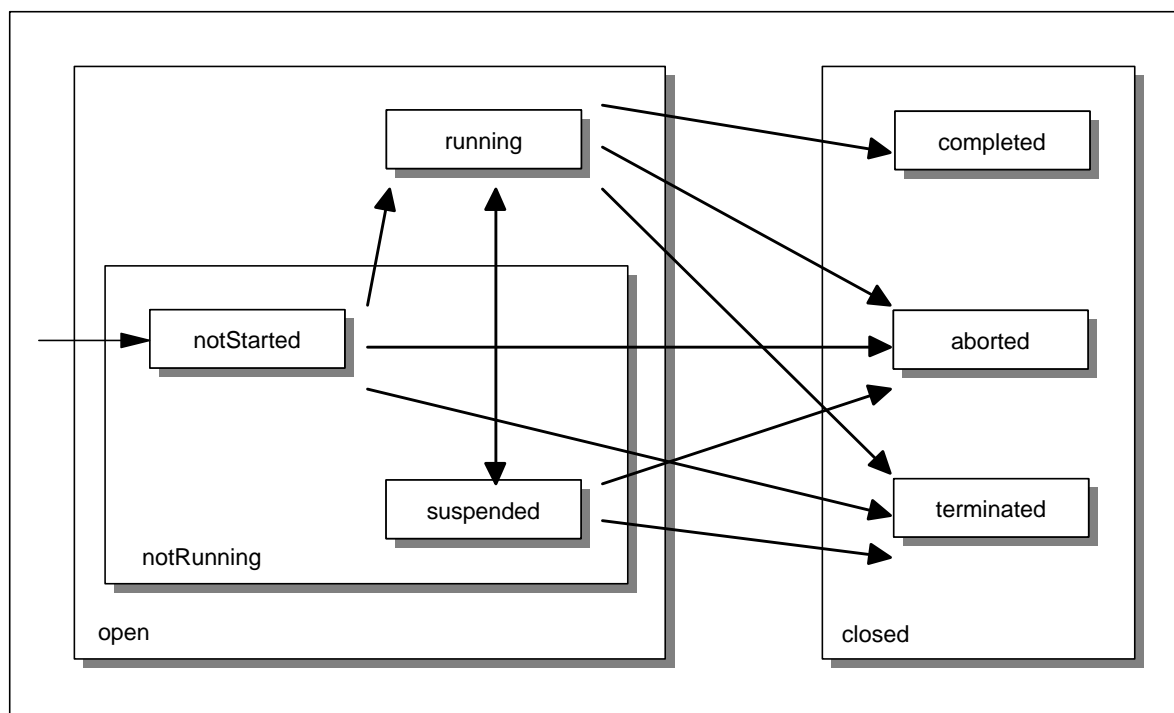 running
completed
notStarted
aborted
suspended
terminated
notRunning
open
closed